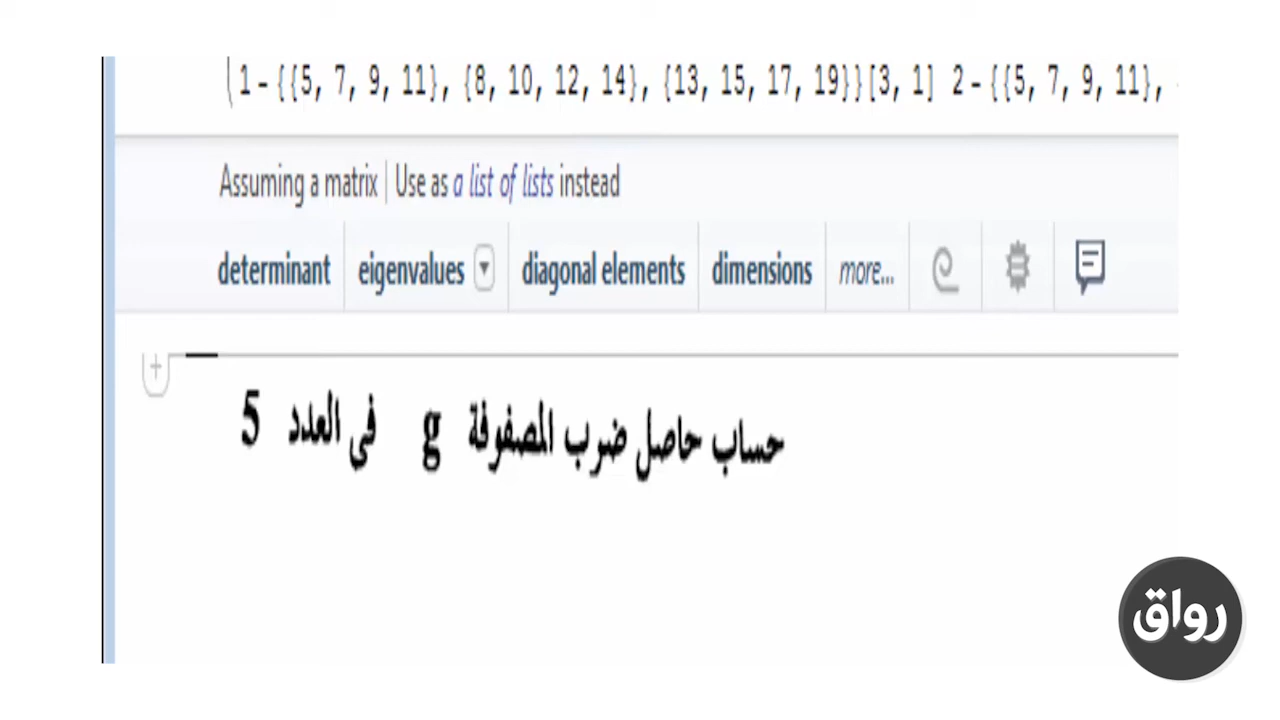 (1 - {{5, 7, 9, 11}, {8, 10, 12, 14}, {13, 15, 17, 19}}[3, 1]  2 - {{5, 7, 9, 11},
Assuming a matrix | Use as a list of lists instead
determinant eigenvalues diagonal elements dimensions more...
حساب حاصل ضرب المصفوفة g فى العدد 5
رواق